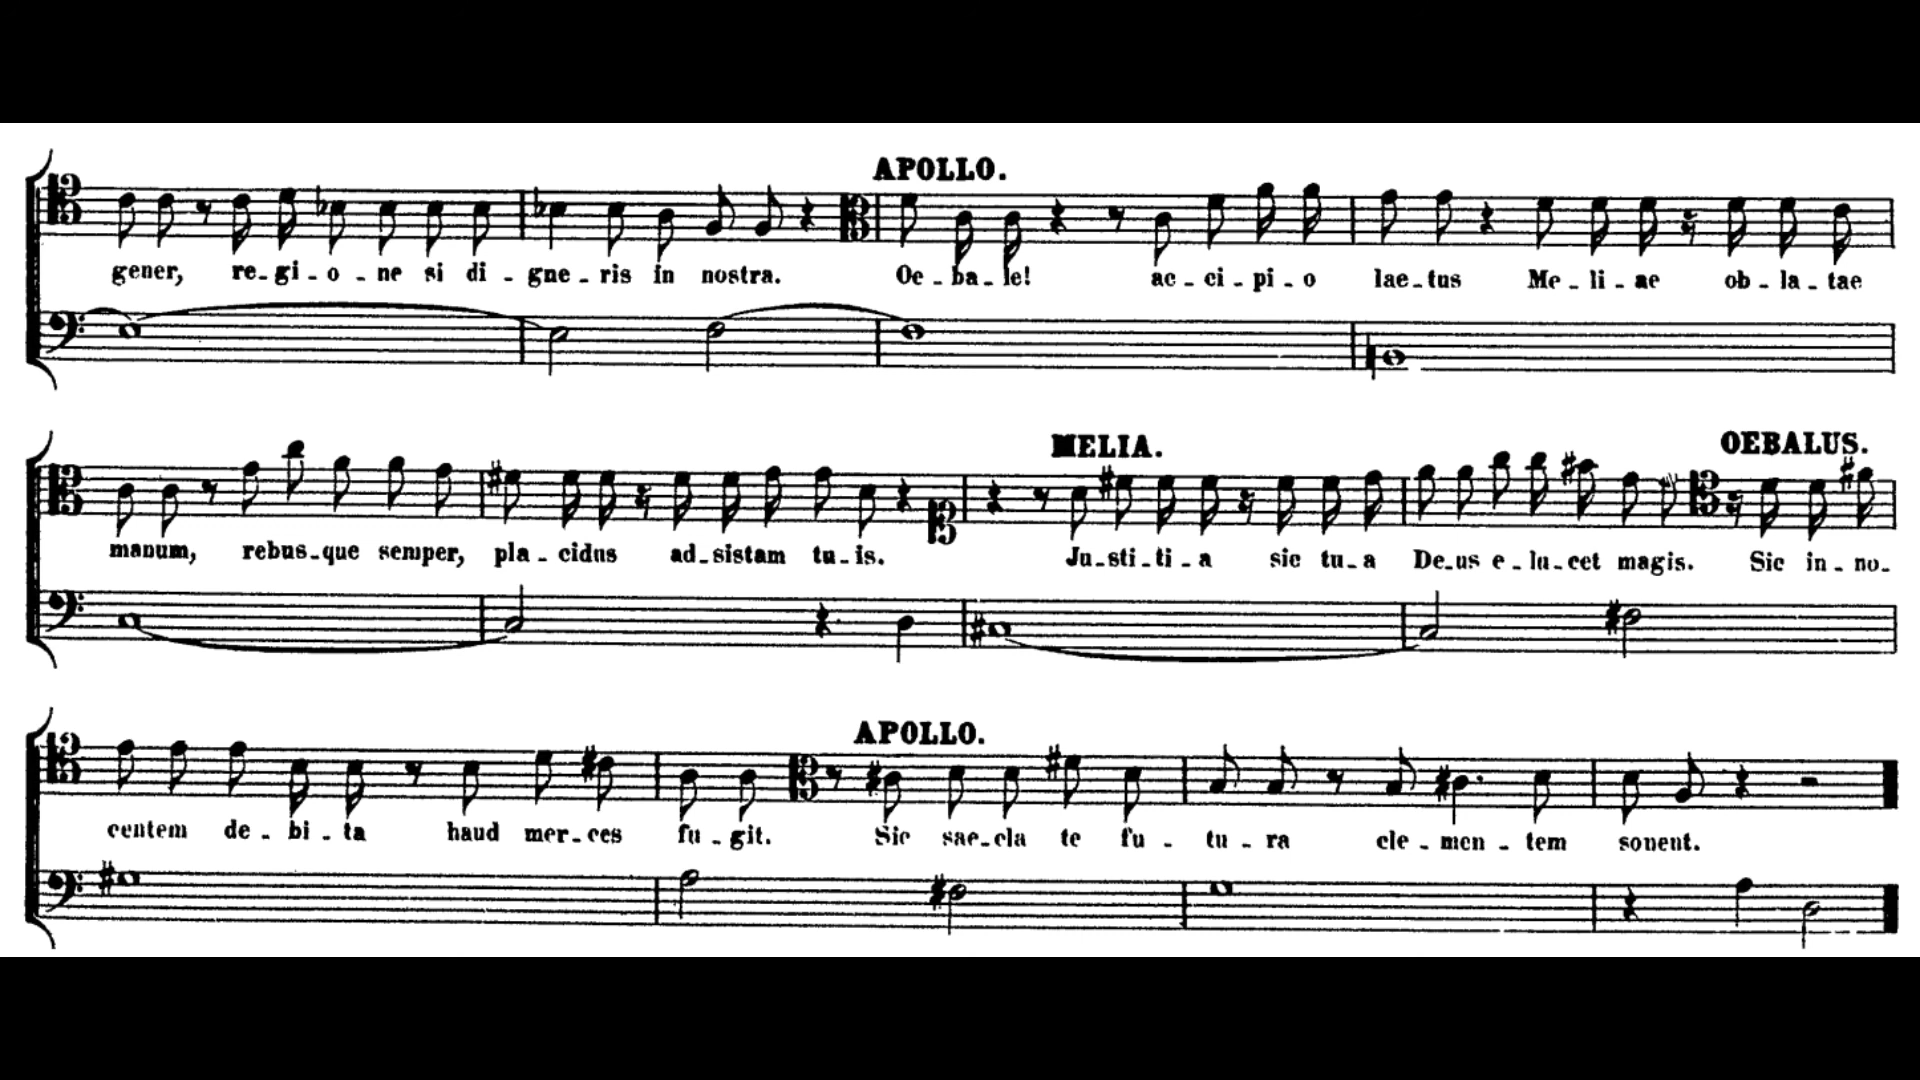 APOLLO.
gener, re-gi-o-ne si di-gne-ris in nostra. Oe-ba-le! ac-ci-pi-o lae-tus Me-li-ae ob-la-tae
MELIA. OEBALUS.
manum, rebus-que semper, pla-cidus ad-sistam tu-is. Ju-sti-ti-a sic tu-a De-us e-lu-cet magis. Sic in-no-
APOLLO.
centem de-bi-ta haud mer-ces fu-git. Sic sae-cla te fu-tu-ra cle-men-tem sonent.